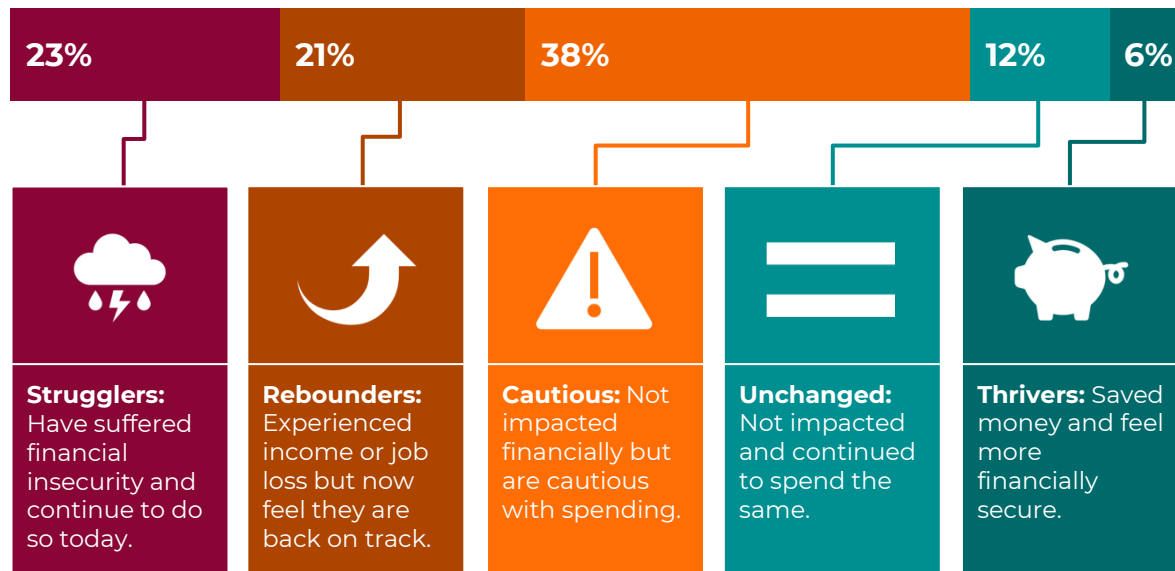 23%
21%
38%
12%
6%
Strugglers:
Have suffered
financial
insecurity and
continue to do
so today.
Rebounders:
Experienced
income or job
loss but now
feel they are
back on track.
Cautious: Not
impacted
financially but
are cautious
with spending.
Unchanged:
Not impacted
and continued
to spend the
same.
Thrivers: Saved
money and feel
more
financially
secure.